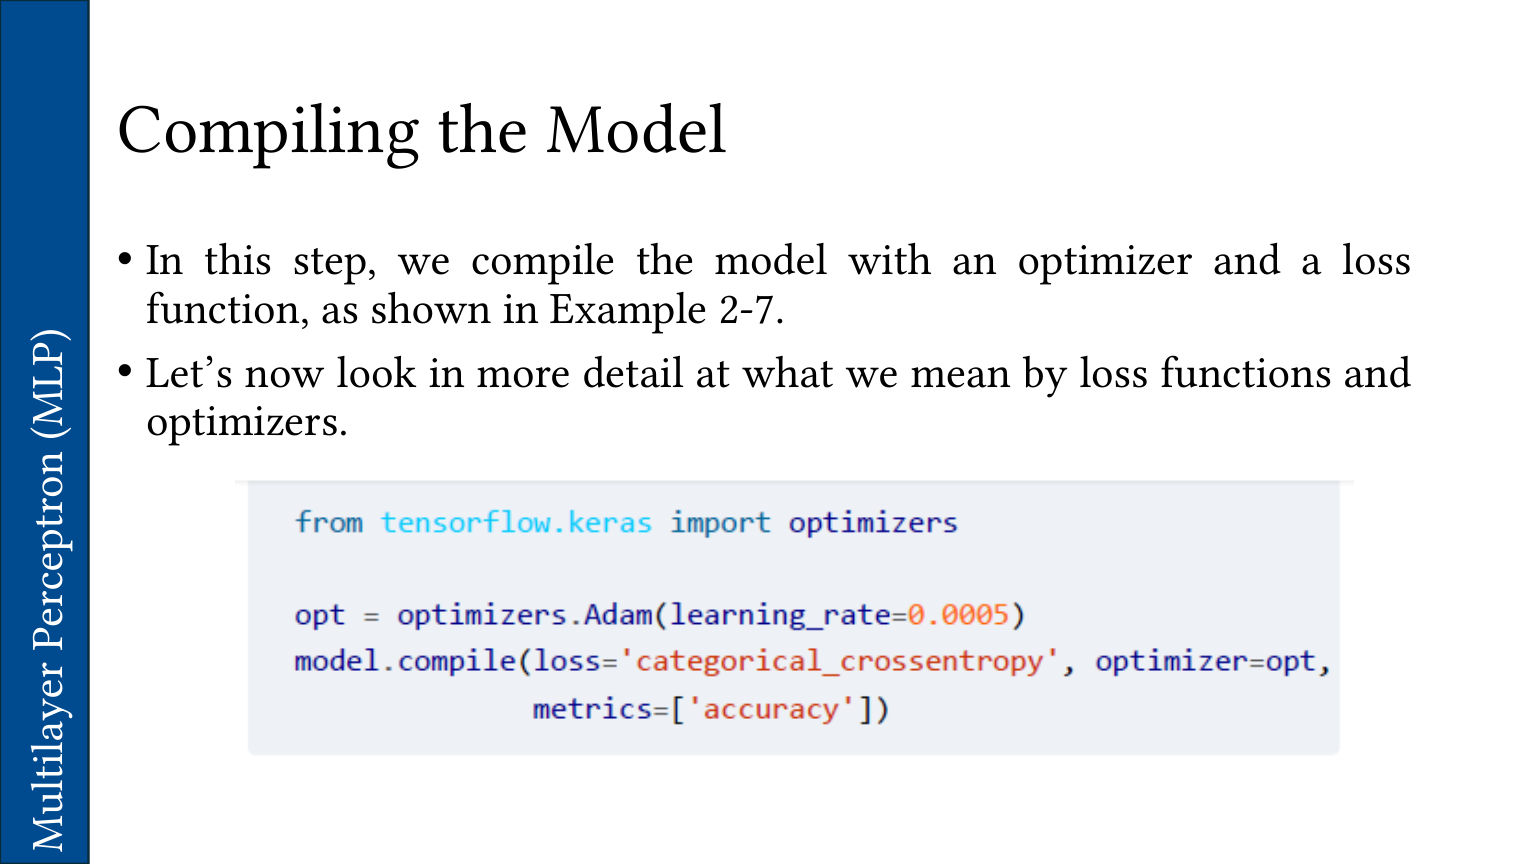 Multilayer Perceptron (MLP)
Compiling the Model
• In this step, we compile the model with an optimizer and a loss
function, as shown in Example 2-7.
• Let’s now look in more detail at what we mean by loss functions and
optimizers.
from tensorflow.keras import optimizers
opt = optimizers.Adam(learning_rate=0.0005)
model.compile(loss='categorical_crossentropy', optimizer=opt,
metrics=['accuracy'])